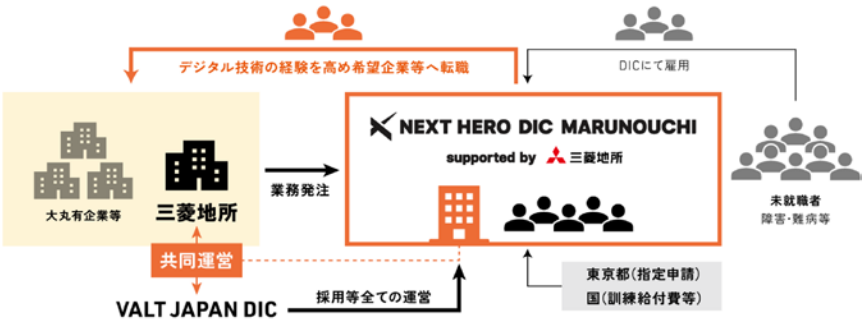 デジタル技術の経験を高め希望企業等へ転職
DICにて雇用
NEXT HERO DIC MARUNOUCHI
supported by 三菱地所
大丸有企業等
三菱地所
業務発注
未就職者
障害・難病等
共同運営
VALT JAPAN DIC
採用等全ての運営
東京都(指定申請)
国(訓練給付費等)